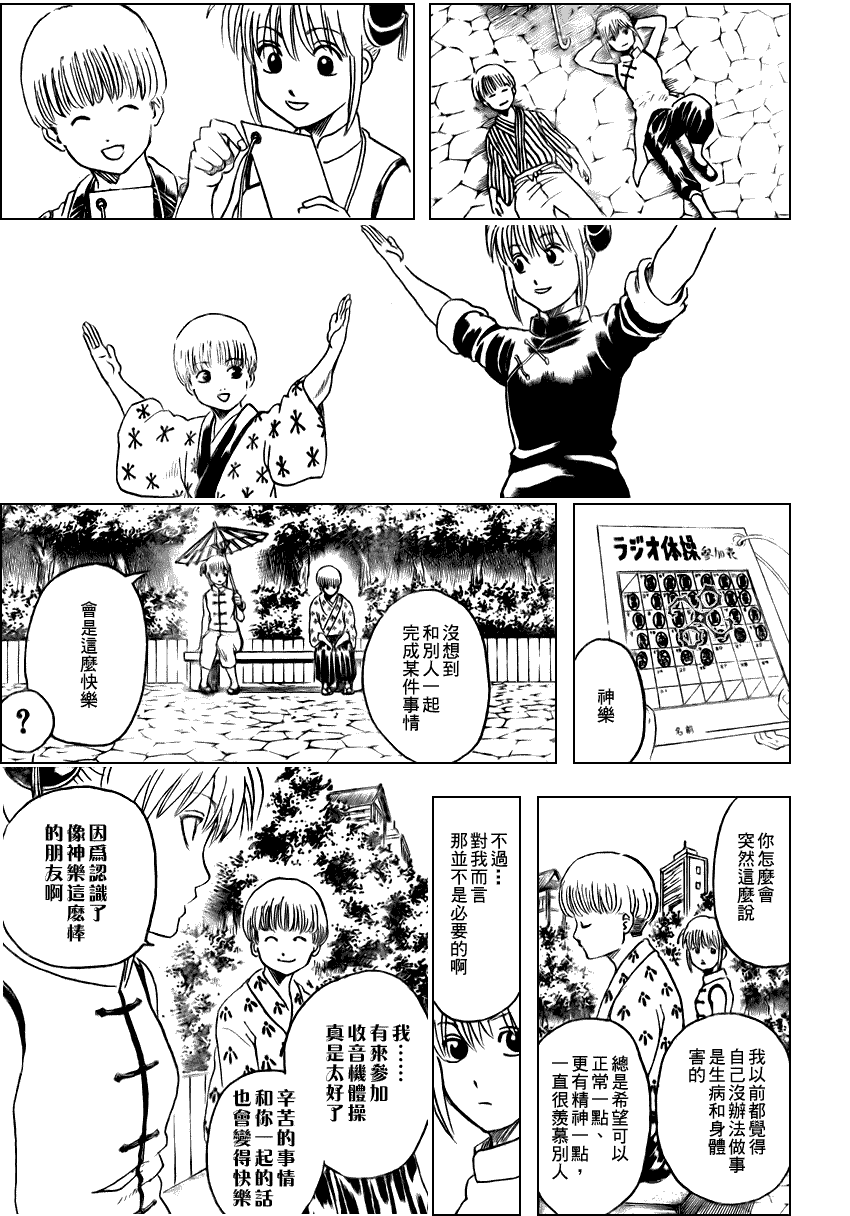 ラジオ体操
参加表
名前
神樂
沒想到
和別人一起
完成某件事情
會是這麼快樂
?
你怎麼會
突然這麼說
我以前都覺得
自己沒辦法做事
是生病和身體
害的
總是希望可以
正常一點、
更有精神一點,
一直很羨慕別人
不過…
對我而言
那並不是必要的啊
因爲認識了
像神樂這麼棒
的朋友啊
我……
有來參加
收音機體操
真是太好了
辛苦的事情
和你一起的話
也會變得快樂